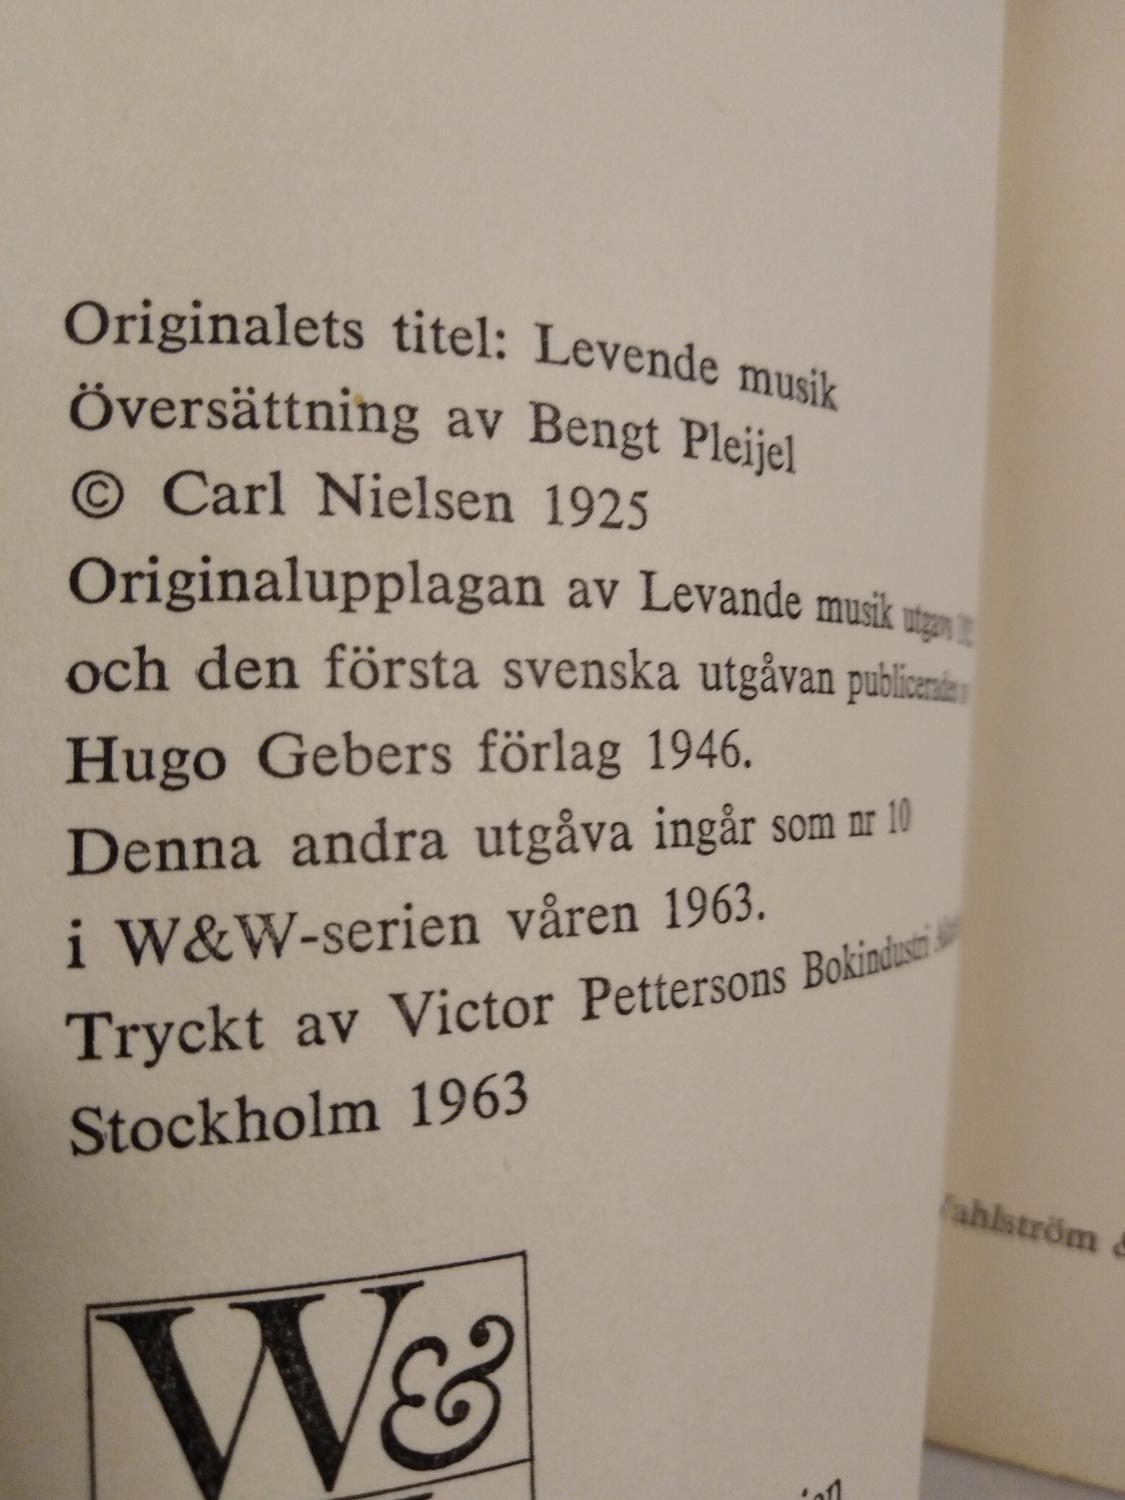 Originalets titel: Levende musik
Översättning av Bengt Pleijel
© Carl Nielsen 1925
Originalupplagan av Levande musik utgavs
och den första svenska utgåvan publicerades
Hugo Gebers förlag 1946.
Denna andra utgåva ingår som nr 10
i W&W-serien våren 1963.
Tryckt av Victor Pettersons Bokindustri
Stockholm 1963
W&